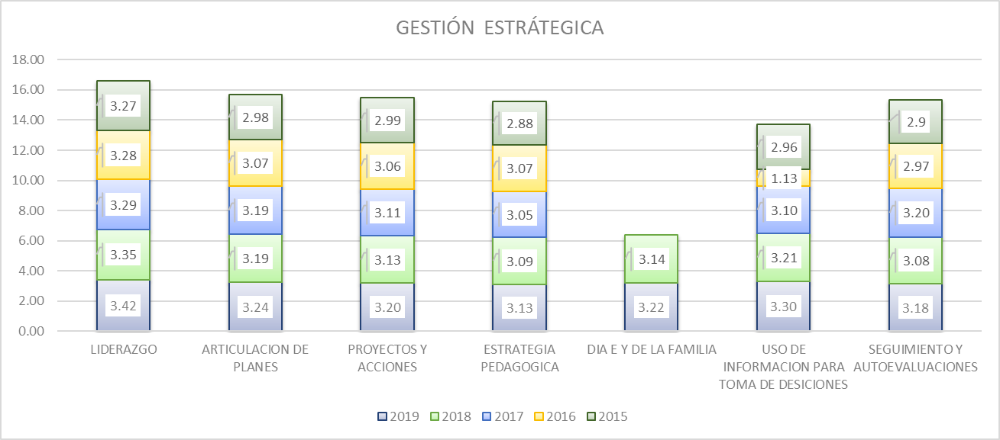 GESTIÓN ESTRÁTEGICA
18.00
16.00
14.00
12.00
10.00
8.00
6.00
4.00
2.00
0.00
3.27
2.98
2.99
2.88
2.96
2.9
3.28
3.07
3.06
3.07
1.13
2.97
3.29
3.19
3.11
3.05
3.10
3.20
3.35
3.19
3.13
3.09
3.14
3.21
3.08
3.42
3.24
3.20
3.13
3.22
3.30
3.18
LIDERAZGO
ARTICULACION DE
PLANES
PROYECTOS Y
ACCIONES
ESTRATEGIA
PEDAGOGICA
DIA E Y DE LA FAMILIA
USO DE
INFORMACION PARA
TOMA DE DESICIONES
SEGUIMIENTO Y
AUTOEVALUACIONES
2019 2018 2017 2016 2015